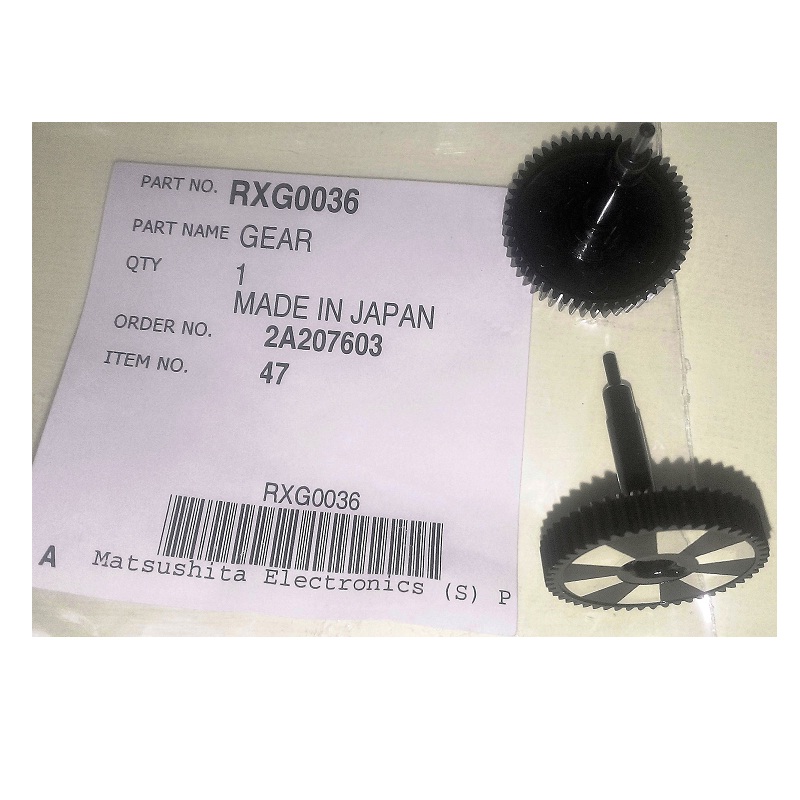 PART NO. RXG0036
PART NAME GEAR
QTY 1
MADE IN JAPAN
ORDER NO. 2A207603
ITEM NO. 47
RXG0036
A Matsushita Electronics (S) P